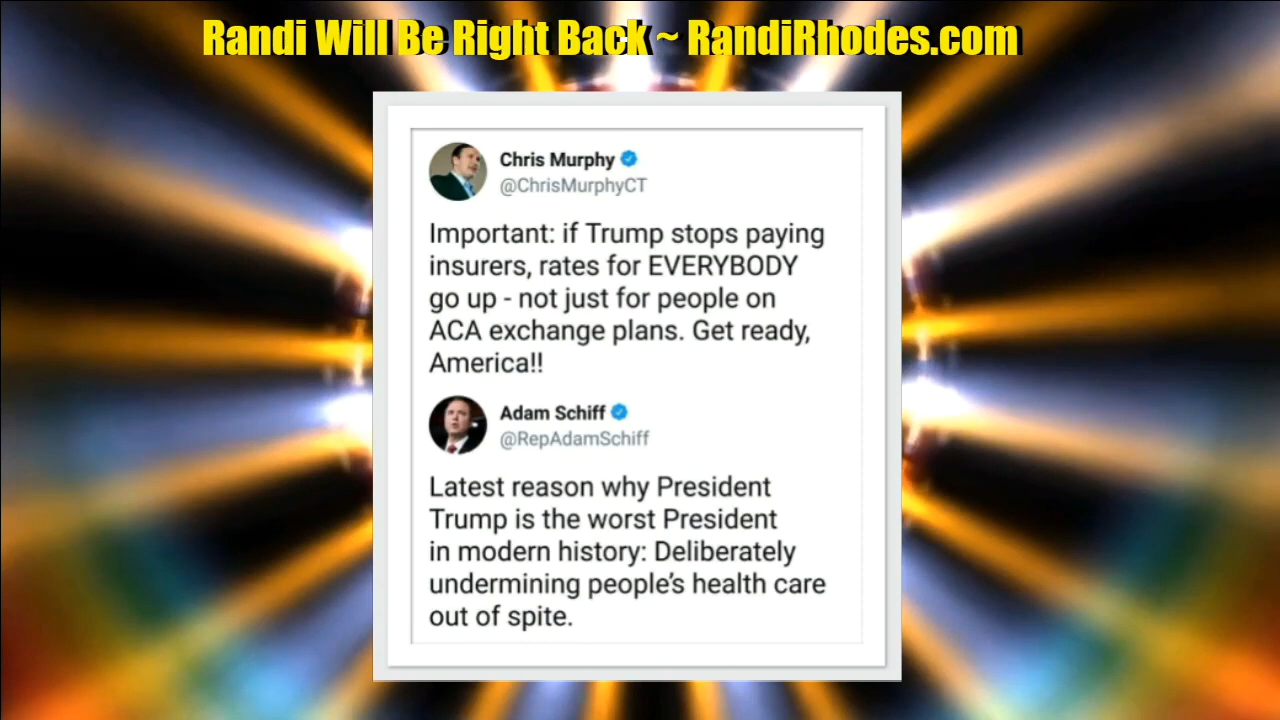 Randi Will Be Right Back ~ RandiRhodes.com
Chris Murphy
@ChrisMurphyCT
Important: if Trump stops paying
insurers, rates for EVERYBODY
go up - not just for people on
ACA exchange plans. Get ready,
America!!
Adam Schiff
@RepAdamSchiff
Latest reason why President
Trump is the worst President
in modern history: Deliberately
undermining people's health care
out of spite.